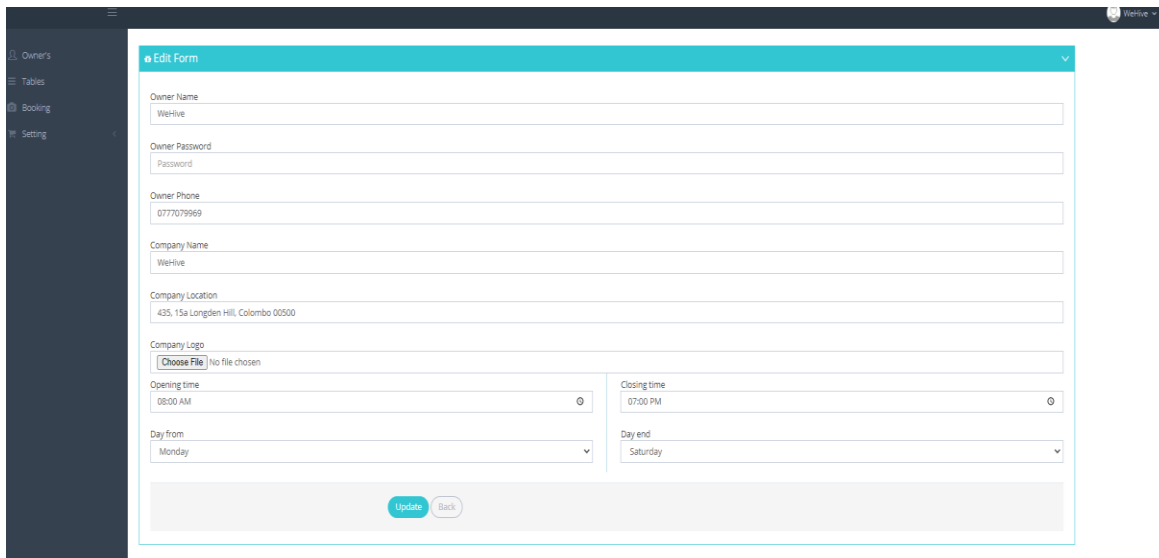 WeHive
Owner's
Tables
Booking
Setting
Edit Form
Owner Name
WeHive
Owner Password
Password
Owner Phone
0777079969
Company Name
WeHive
Company Location
435, 15a Longden Hill, Colombo 00500
Company Logo
Choose File No file chosen
Opening time Closing time
08:00 AM 07:00 PM
Day from Day end
Monday Saturday
Update Back